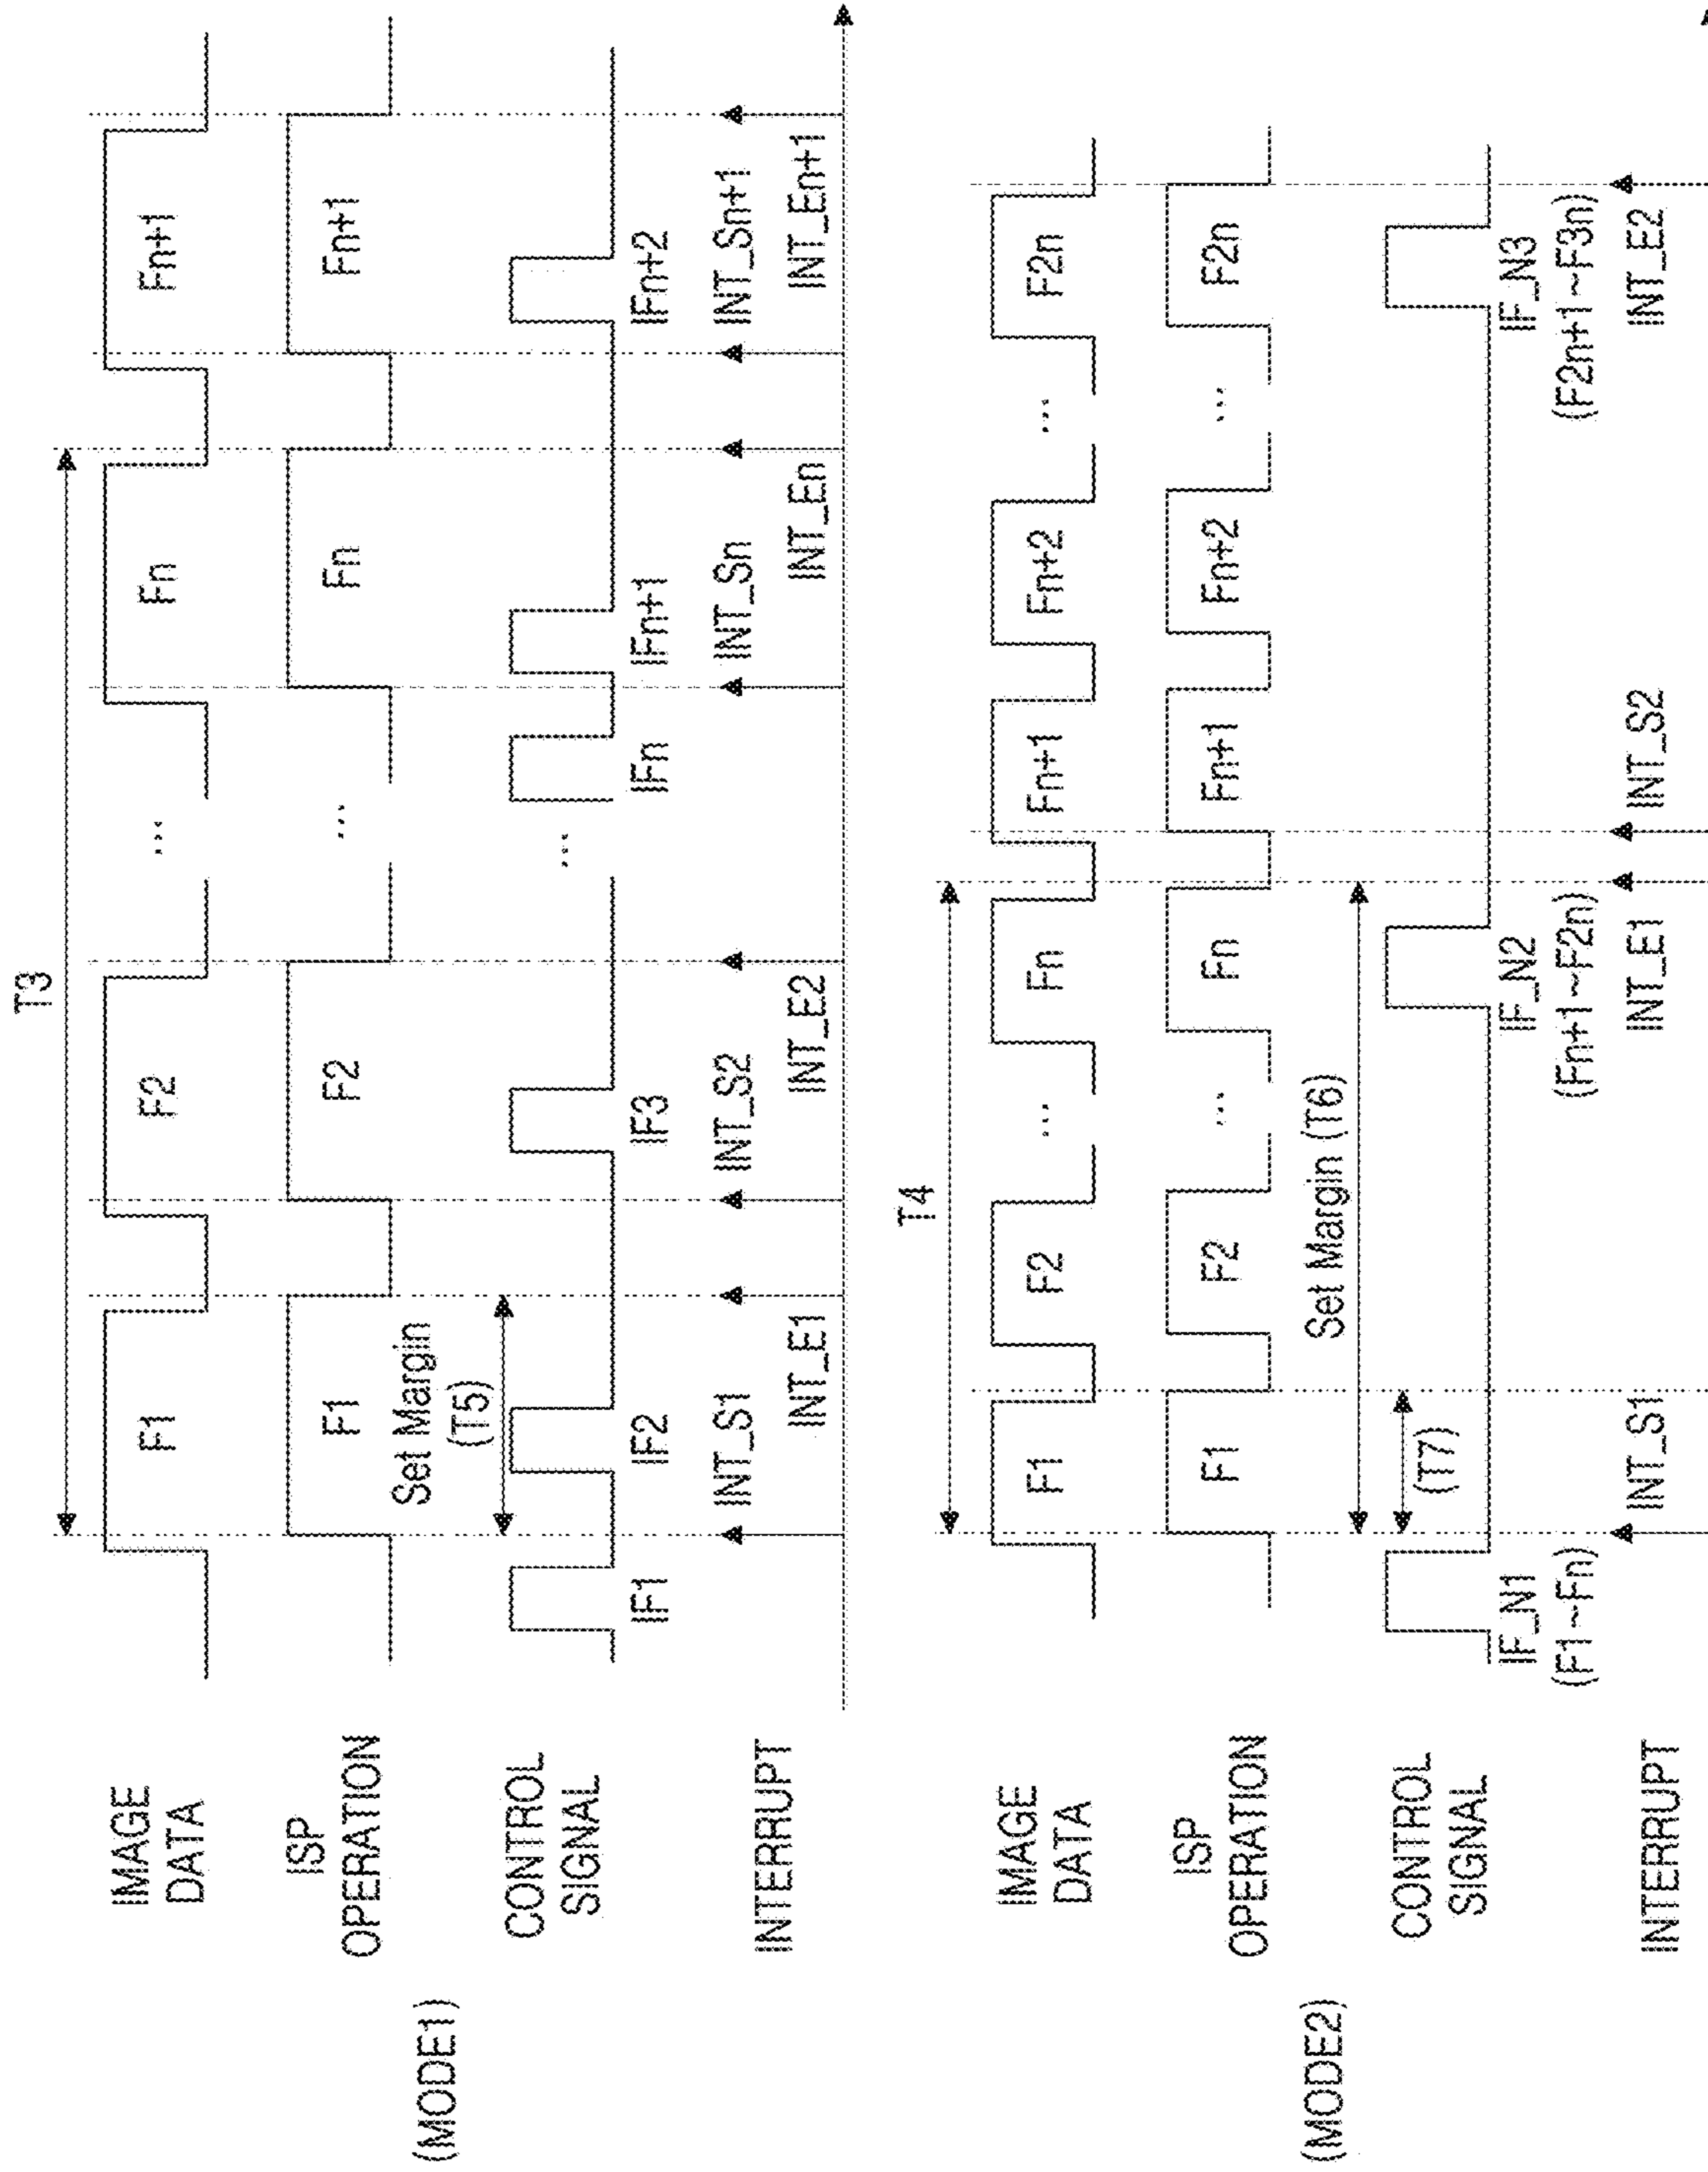 (MODE1)
T3
IMAGE
DATA
F1
F2
...
Fn
Fn+1
ISP
OPERATION
F1
F2
...
Fn
Fn+1
Set Margin
(T5)
CONTROL
SIGNAL
...
IF1
IF2
IF3
IFn
IFn+1
IFn+2
INTERRUPT
INT_S1
INT_S2
INT_Sn
INT_Sn+1
INT_E1
INT_E2
INT_En
INT_En+1
(MODE2)
T4
IMAGE
DATA
F1
F2
...
Fn
Fn+1
Fn+2
...
F2n
ISP
OPERATION
F1
F2
...
Fn
Fn+1
Fn+2
...
F2n
Set Margin (T6)
(T7)
CONTROL
SIGNAL
IF_N1
(F1~Fn)
IF_N2
(Fn+1~F2n)
IF_N3
(F2n+1~F3n)
INTERRUPT
INT_S1
INT_E1
INT_S2
INT_E2